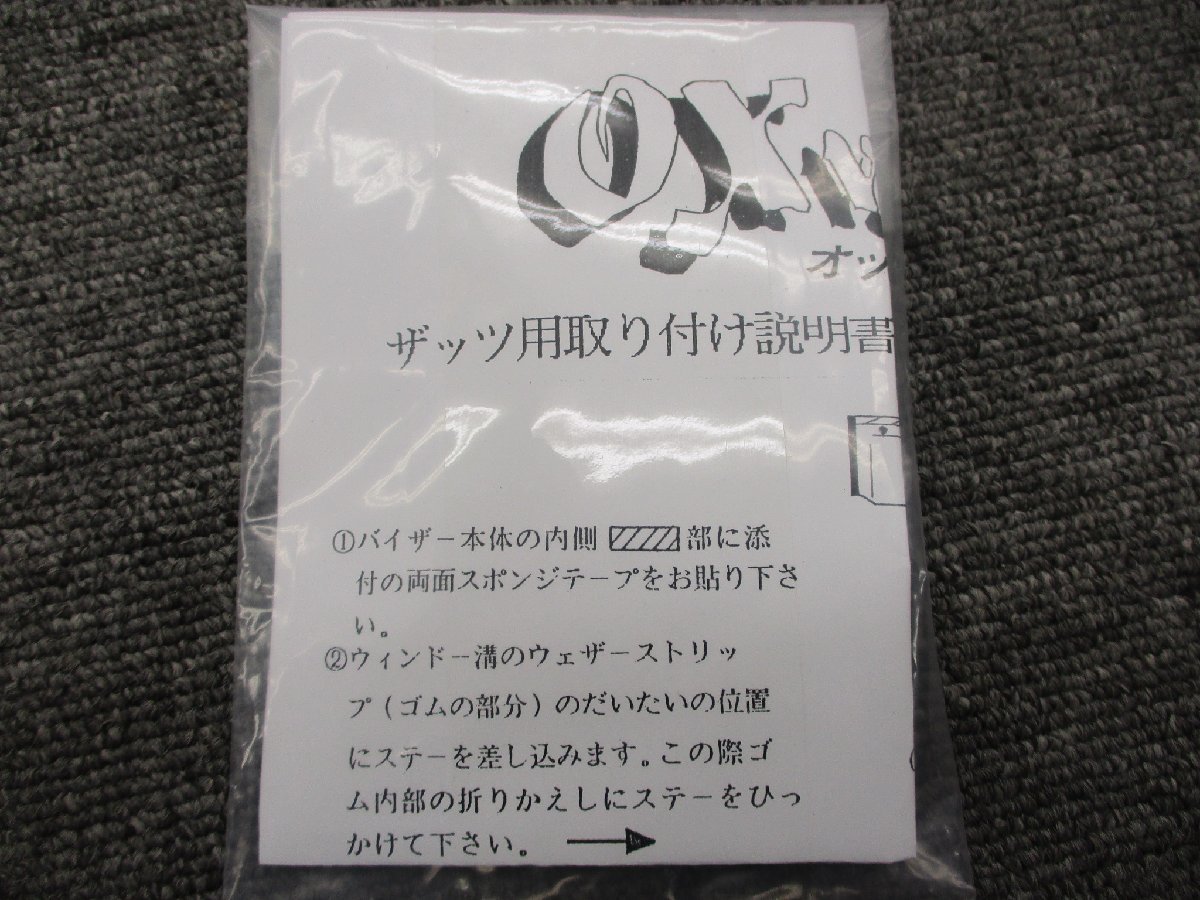 OX
オッ
ザッツ用取り付け説明書
①バイザー本体の内側 部に添
付の両面スポンジテープをお貼り下さ
い。
②ウィンドー溝のウェザーストリッ
プ(ゴムの部分)のだいたいの位置
にステーを差し込みます。この際ゴ
ム内部の折りかえしにステーをひっ
かけて下さい。